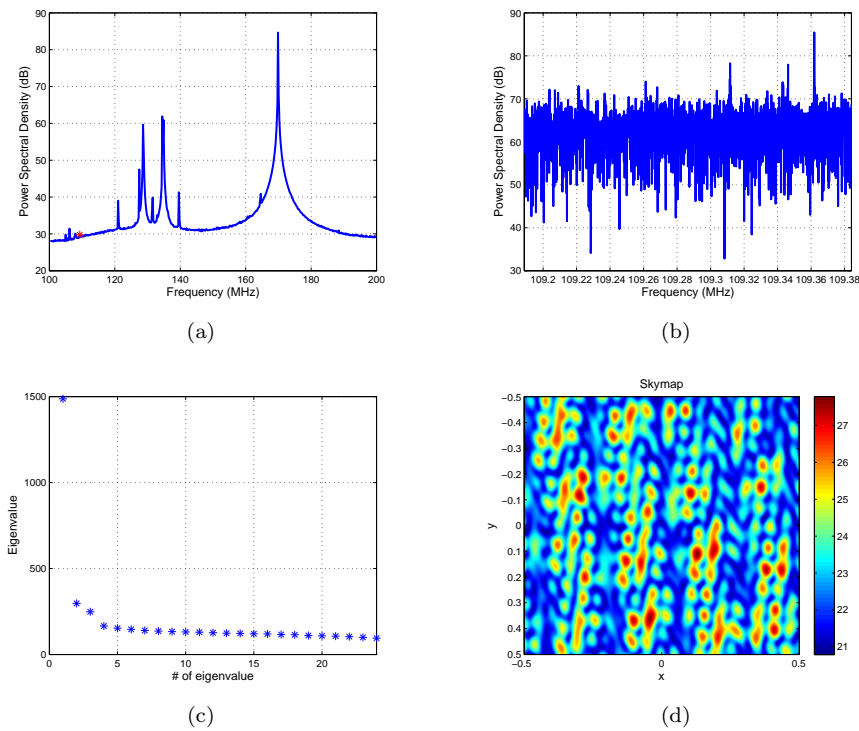 90
80
70
60
50
40
30
20
100 120 140 160 180 200
Power Spectral Density (dB)
Frequency (MHz)
(a)
90
80
70
60
50
40
30
109.2 109.22 109.24 109.26 109.28 109.3 109.32 109.34 109.36 109.38
Power Spectral Density (dB)
Frequency (MHz)
(b)
1500
1000
500
0
0 5 10 15 20
Eigenvalue
# of eigenvalue
(c)
Skymap
−0.5
−0.4
−0.3
−0.2
−0.1
0
0.1
0.2
0.3
0.4
0.5
−0.5 0 0.5
y
x
27
26
25
24
23
22
21
(d)